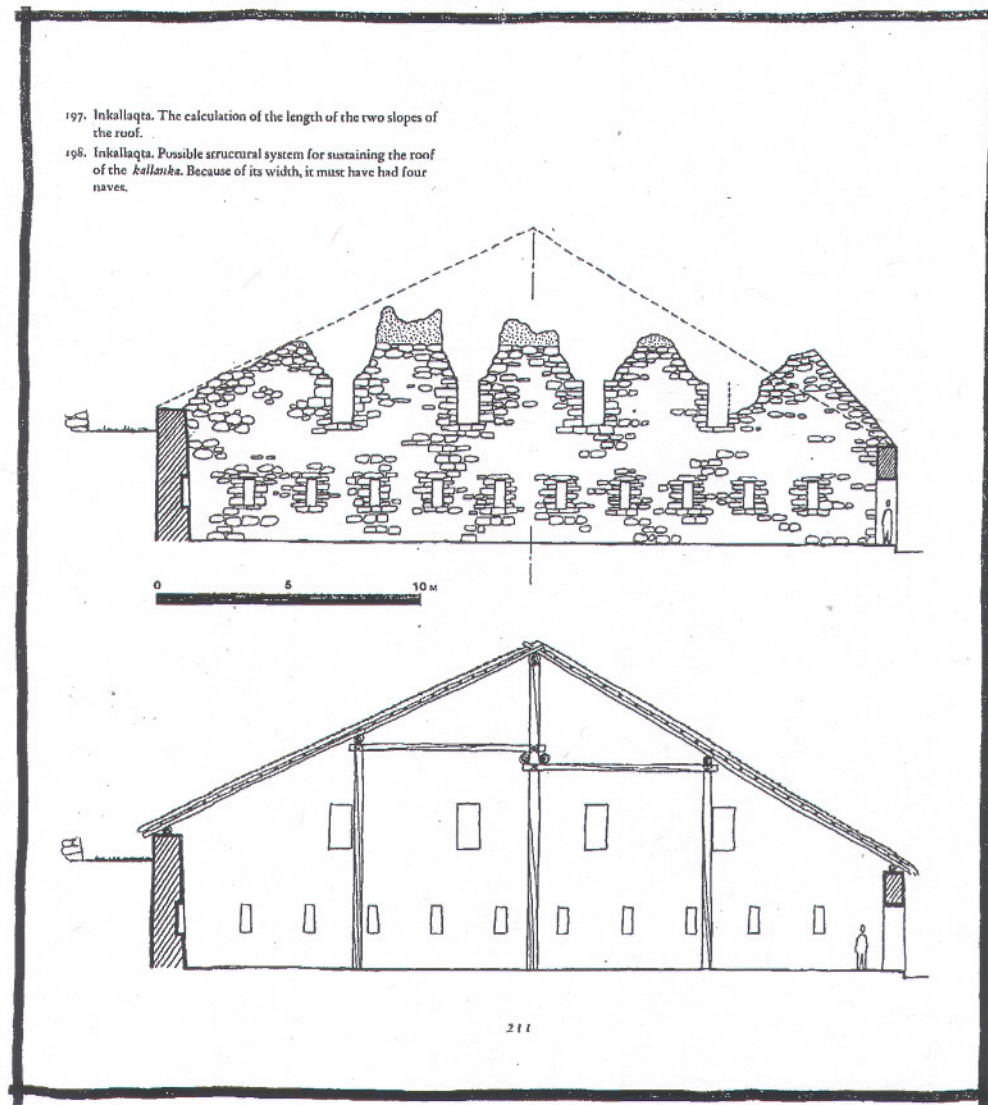 197. Inkallaqta. The calculation of the length of the two slopes of
the roof.
198. Inkallaqta. Possible structural system for sustaining the roof
of the kallanka. Because of its width, it must have had four
naves.
0 5 10 M
211